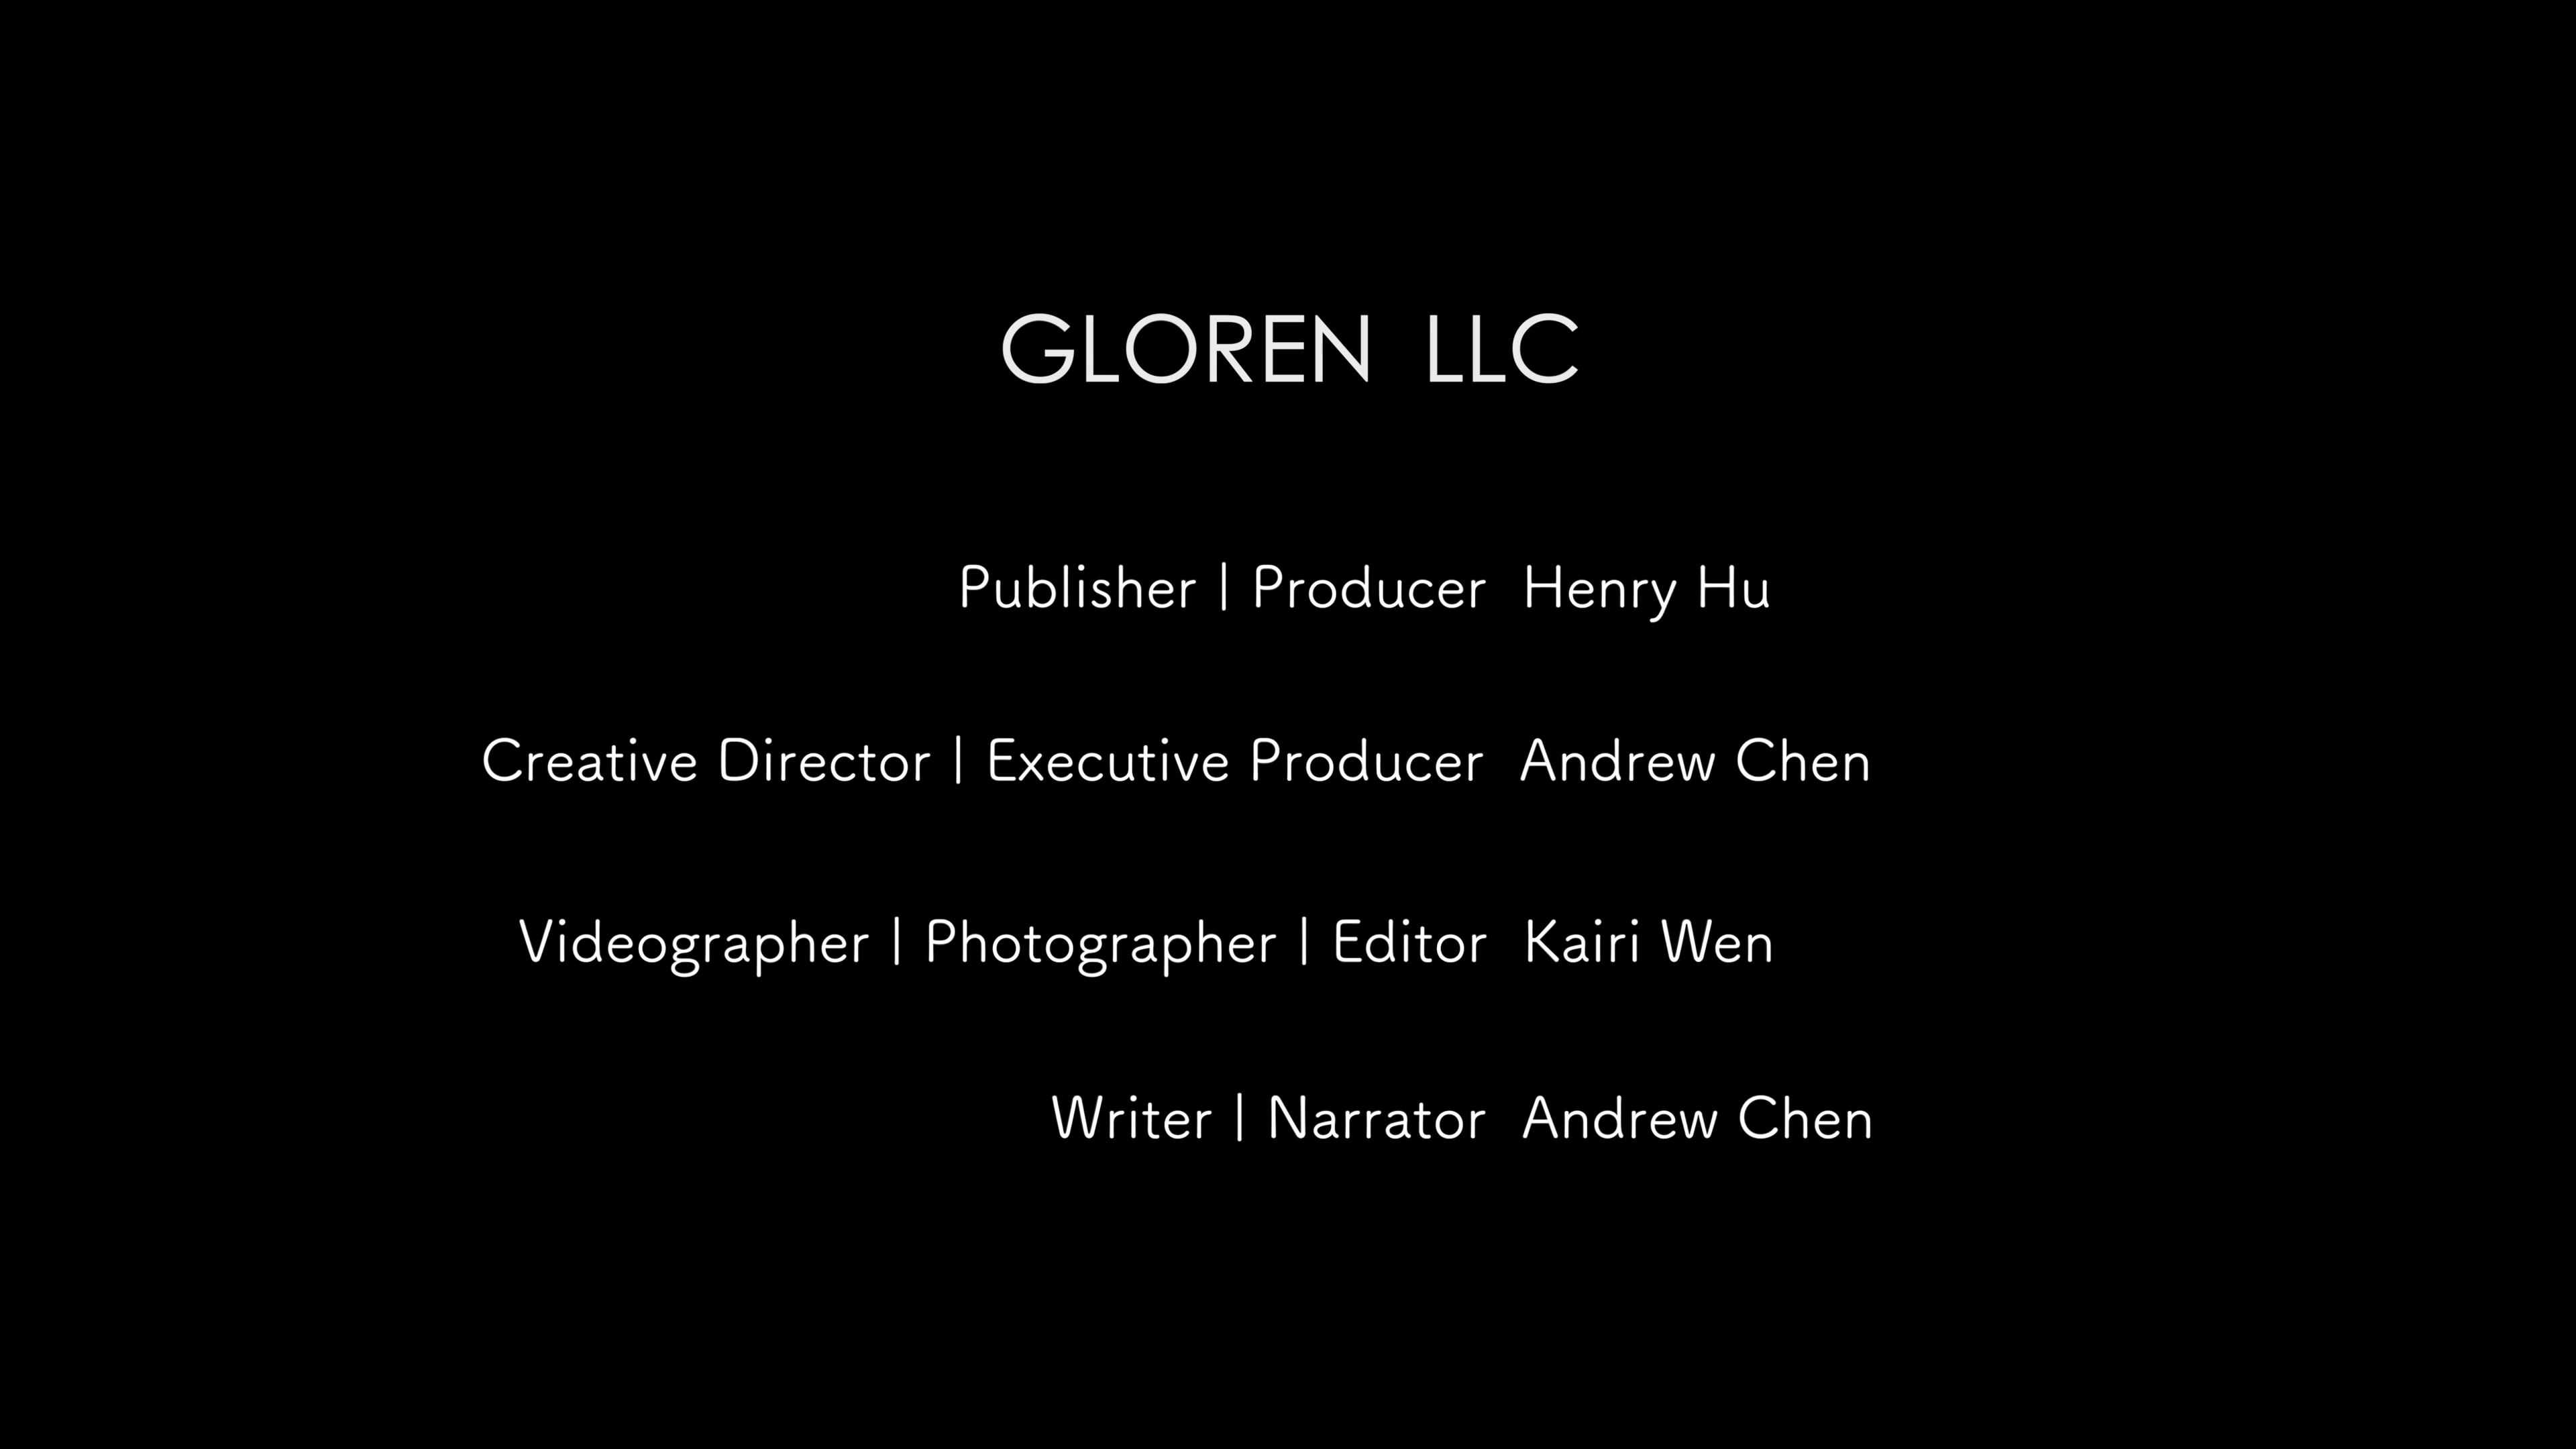 GLOREN LLC
Publisher | Producer Henry Hu
Creative Director | Executive Producer Andrew Chen
Videographer | Photographer | Editor Kairi Wen
Writer | Narrator Andrew Chen